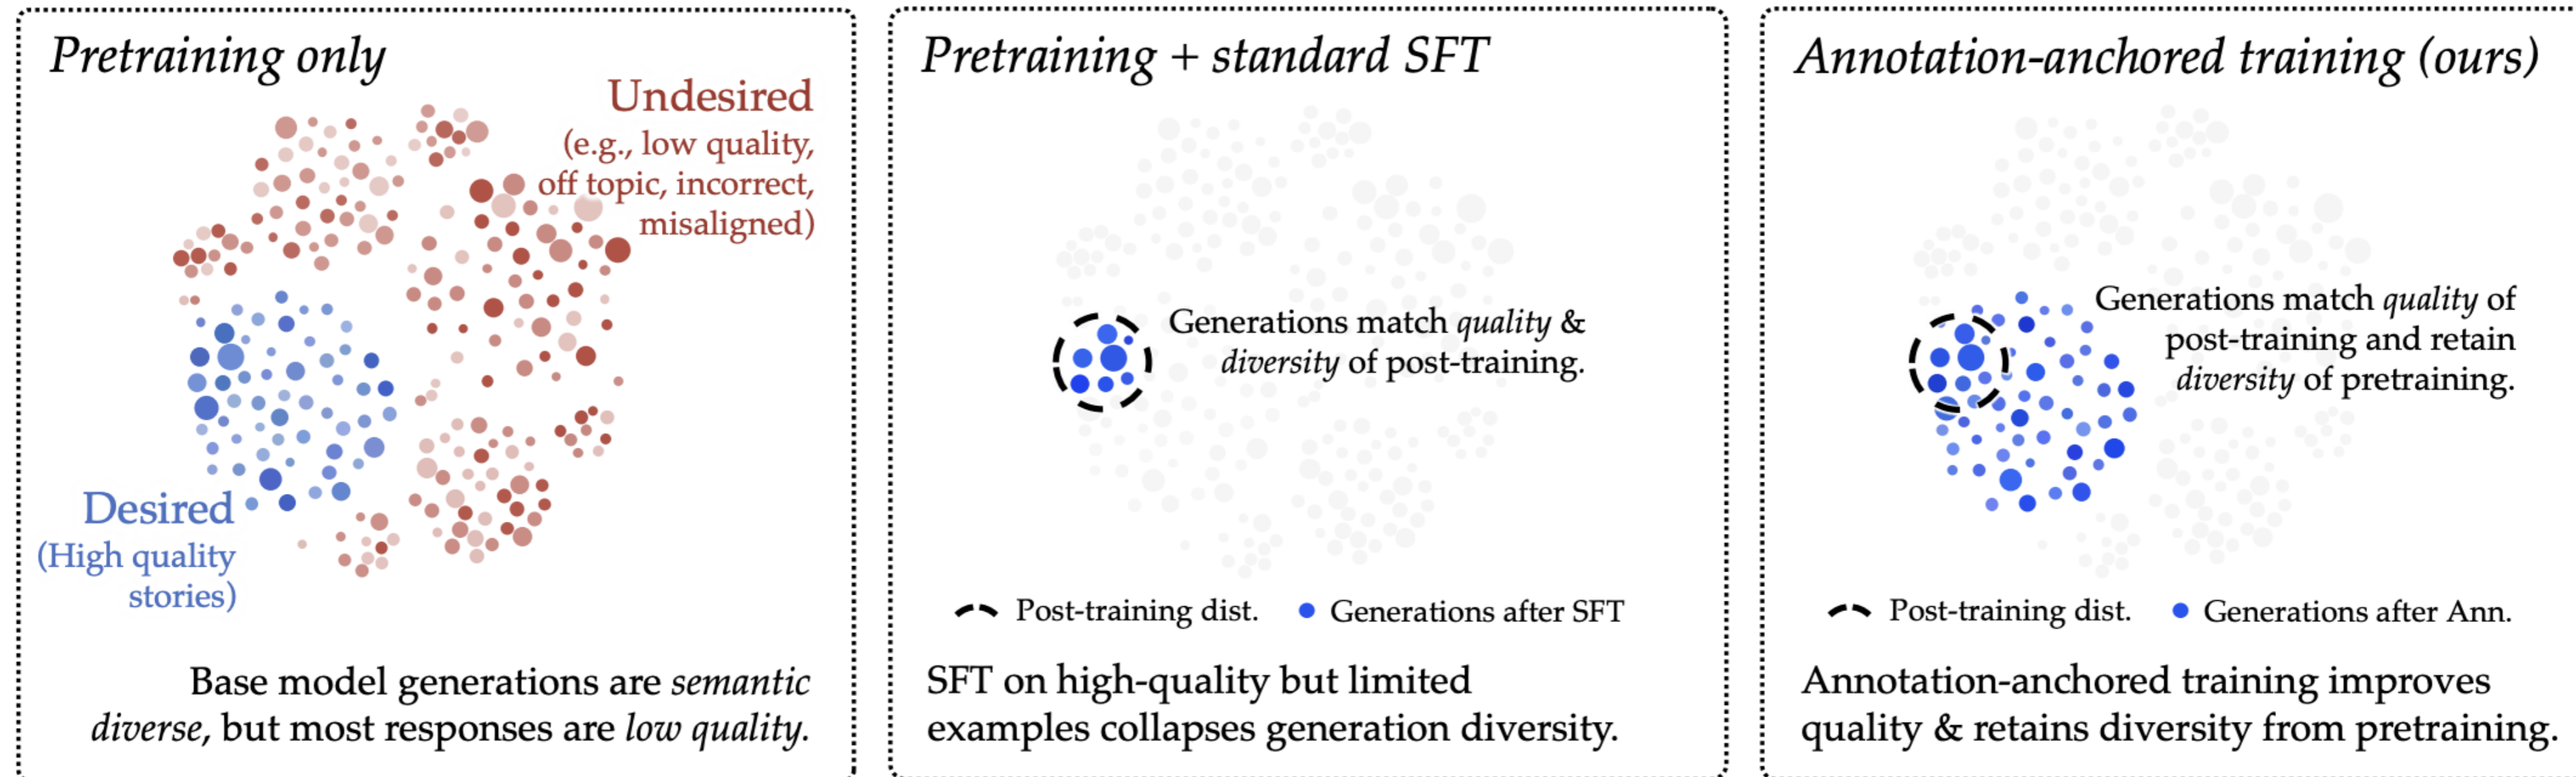 Pretraining only
Undesired
(e.g., low quality,
off topic, incorrect,
misaligned)
Desired
(High quality
stories)
Base model generations are semantic
diverse, but most responses are low quality.
Pretraining + standard SFT
Generations match quality &
diversity of post-training.
Post-training dist.
Generations after SFT
SFT on high-quality but limited
examples collapses generation diversity.
Annotation-anchored training (ours)
Generations match quality of
post-training and retain
diversity of pretraining.
Post-training dist.
Generations after Ann.
Annotation-anchored training improves
quality & retains diversity from pretraining.